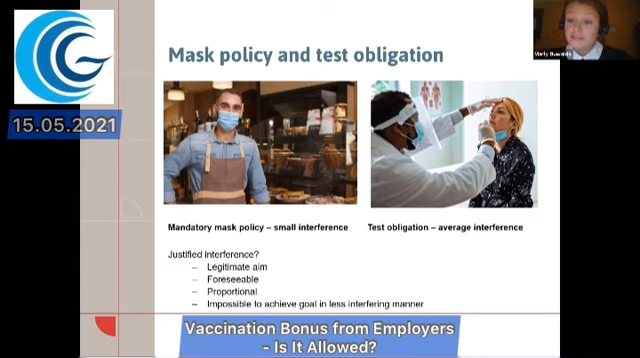 Mask policy and test obligation
15.05.2021
Mandatory mask policy – small interference
Test obligation – average interference
Justified interference?
– Legitimate aim
– Foreseeable
– Proportional
– Impossible to achieve goal in less interfering manner
Vaccination Bonus from Employers
- Is It Allowed?